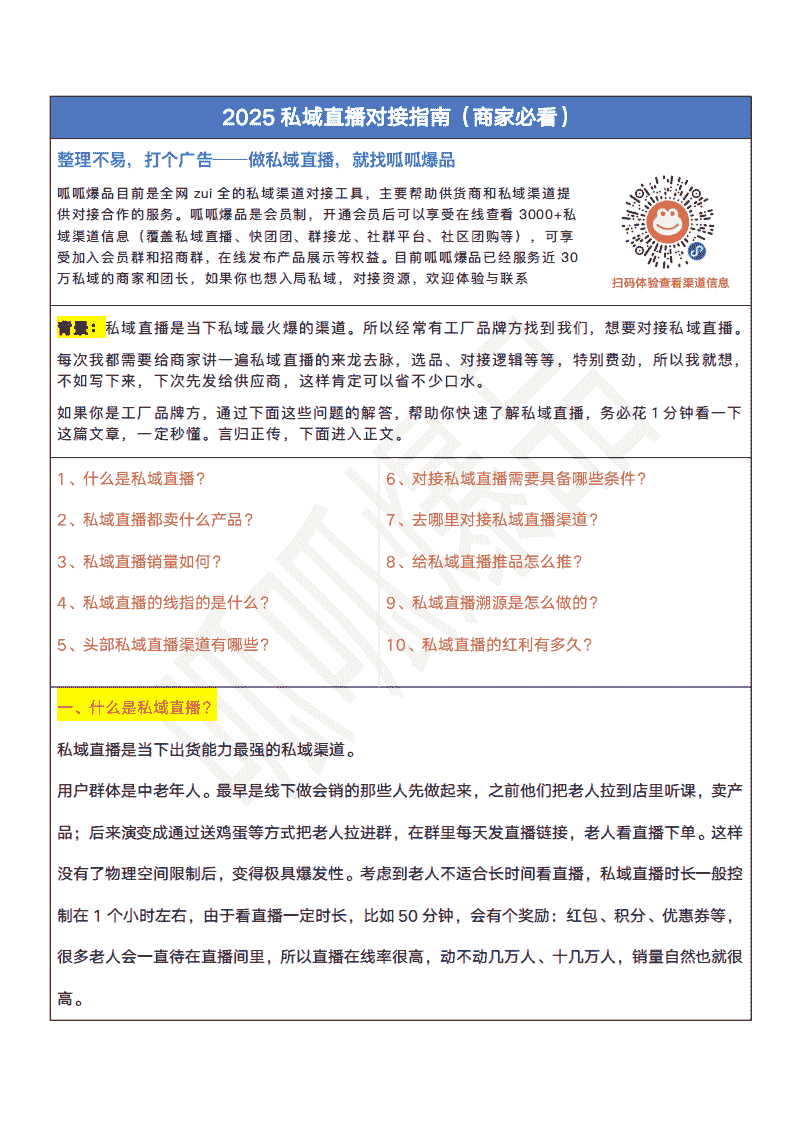 2025 私域直播对接指南（商家必看）
整理不易，打个广告——做私域直播，就找呱呱爆品
呱呱爆品目前是全网 zui 全的私域渠道对接工具，主要帮助供货商和私域渠道提
供对接合作的服务。呱呱爆品是会员制，开通会员后可以享受在线查看 3000+私
域渠道信息（覆盖私域直播、快团团、群接龙、社群平台、社区团购等），可享
受加入会员群和招商群，在线发布产品展示等权益。目前呱呱爆品已经服务近 30
万私域的商家和团长，如果你也想入局私域，对接资源，欢迎体验与联系
扫码体验查看渠道信息
背景：私域直播是当下私域最火爆的渠道。所以经常有工厂品牌方找到我们，想要对接私域直播。
每次我都需要给商家讲一遍私域直播的来龙去脉，选品、对接逻辑等等，特别费劲，所以我就想，
不如写下来，下次先发给供应商，这样肯定可以省不少口水。
如果你是工厂品牌方，通过下面这些问题的解答，帮助你快速了解私域直播，务必花 1 分钟看一下
这篇文章，一定秒懂。言归正传，下面进入正文。
1、什么是私域直播？
2、私域直播都卖什么产品？
3、私域直播销量如何？
4、私域直播的线指的是什么？
5、头部私域直播渠道有哪些？
6、对接私域直播需要具备哪些条件？
7、去哪里对接私域直播渠道？
8、给私域直播推品怎么推？
9、私域直播溯源是怎么做的？
10、私域直播的红利有多久？
一、什么是私域直播？
私域直播是当下出货能力最强的私域渠道。
用户群体是中老年人。最早是线下做会销的那些人先做起来，之前他们把老人拉到店里听课，卖产
品；后来演变成通过送鸡蛋等方式把老人拉进群，在群里每天发直播链接，老人看直播下单。这样
没有了物理空间限制后，变得极具爆发性。考虑到老人不适合长时间看直播，私域直播时长一般控
制在 1 个小时左右，由于看直播一定时长，比如 50 分钟，会有个奖励：红包、积分、优惠券等，
很多老人会一直待在直播间里，所以直播在线率很高，动不动几万人、十几万人，销量自然也就很
高。
呱呱爆品